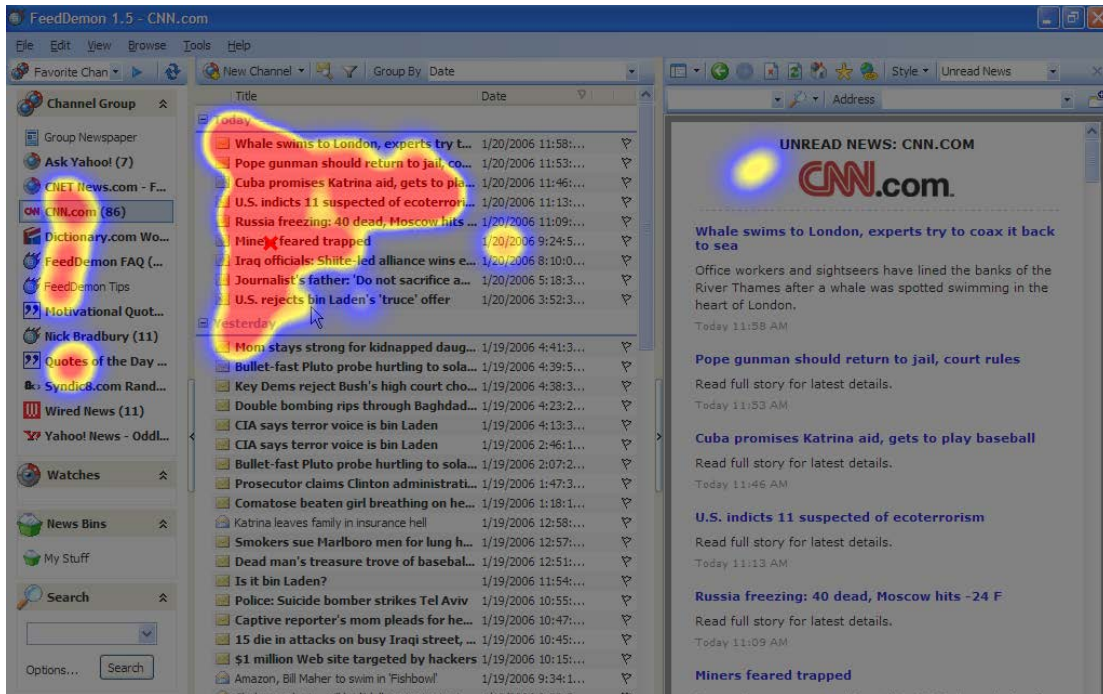 FeedDemon 1.5 - CNN.com
File Edit View Browse Tools Help
Favorite Chan
Channel Group
Group Newspaper
Ask Yahoo! (7)
CNET News.com - F...
CNN.com (86)
Dictionary.com Wo...
FeedDemon FAQ (...
FeedDemon Tips
Motivational Quot...
Nick Bradbury (11)
Quotes of the Day ...
Syndic8.com Rand...
Wired News (11)
Yahoo! News - Oddl...
Watches
News Bins
My Stuff
Search
Options... Search
New Channel Group By Date
Title Date
Today
Whale swims to London, experts try t... 1/20/2006 11:58:...
Pope gunman should return to jail, co... 1/20/2006 11:53:...
Cuba promises Katrina aid, gets to pla... 1/20/2006 11:46:...
U.S. indicts 11 suspected of ecoterrori... 1/20/2006 11:13:...
Russia freezing: 40 dead, Moscow hits ... 1/20/2006 11:09:...
Miners feared trapped 1/20/2006 9:24:5...
Iraq officials: Shiite-led alliance wins e... 1/20/2006 8:10:0...
Journalist's father: 'Do not sacrifice a... 1/20/2006 5:18:3...
U.S. rejects bin Laden's 'truce' offer 1/20/2006 3:52:3...
Yesterday
Mom stays strong for kidnapped daug... 1/19/2006 4:41:3...
Bullet-fast Pluto probe hurtling to sola... 1/19/2006 4:39:5...
Key Dems reject Bush's high court cho... 1/19/2006 4:38:3...
Double bombing rips through Baghdad... 1/19/2006 4:23:2...
CIA says terror voice is bin Laden 1/19/2006 4:13:3...
CIA says terror voice is bin Laden 1/19/2006 2:46:1...
Bullet-fast Pluto probe hurtling to sola... 1/19/2006 2:07:2...
Prosecutor claims Clinton administrati... 1/19/2006 1:47:3...
Comatose beaten girl breathing on he... 1/19/2006 1:18:1...
Katrina leaves family in insurance hell 1/19/2006 12:58:...
Smokers sue Marlboro men for lung h... 1/19/2006 12:57:...
Dead man's treasure trove of basebal... 1/19/2006 12:51:...
Is it bin Laden? 1/19/2006 11:54:...
Police: Suicide bomber strikes Tel Aviv 1/19/2006 10:55:...
Captive reporter's mom pleads for he... 1/19/2006 10:47:...
15 die in attacks on busy Iraqi street, ... 1/19/2006 10:45:...
$1 million Web site targeted by hackers 1/19/2006 10:15:...
Amazon, Bill Maher to swim in 'Fishbowl' 1/19/2006 9:34:1...
Style Unread News
Address
UNREAD NEWS: CNN.COM
CNN.com
Whale swims to London, experts try to coax it back
to sea
Office workers and sightseers have lined the banks of the
River Thames after a whale was spotted swimming in the
heart of London.
Today 11:58 AM
Pope gunman should return to jail, court rules
Read full story for latest details.
Today 11:53 AM
Cuba promises Katrina aid, gets to play baseball
Read full story for latest details.
Today 11:46 AM
U.S. indicts 11 suspected of ecoterrorism
Read full story for latest details.
Today 11:13 AM
Russia freezing: 40 dead, Moscow hits -24 F
Read full story for latest details.
Today 11:09 AM
Miners feared trapped